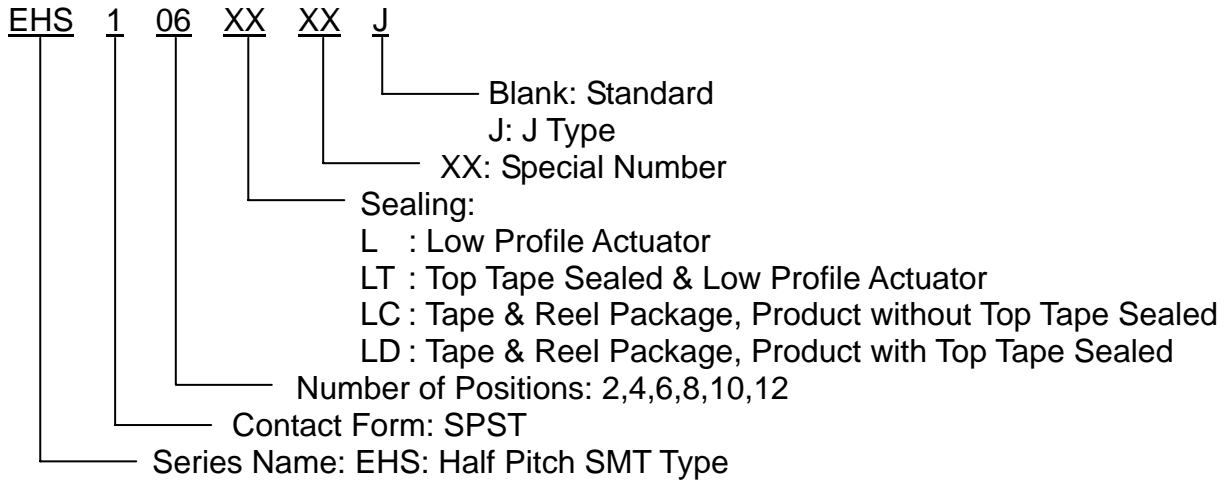 EHS 1 06 XX XX J
Blank: Standard
J: J Type
XX: Special Number
Sealing:
L : Low Profile Actuator
LT : Top Tape Sealed & Low Profile Actuator
LC : Tape & Reel Package, Product without Top Tape Sealed
LD : Tape & Reel Package, Product with Top Tape Sealed
Number of Positions: 2,4,6,8,10,12
Contact Form: SPST
Series Name: EHS: Half Pitch SMT Type